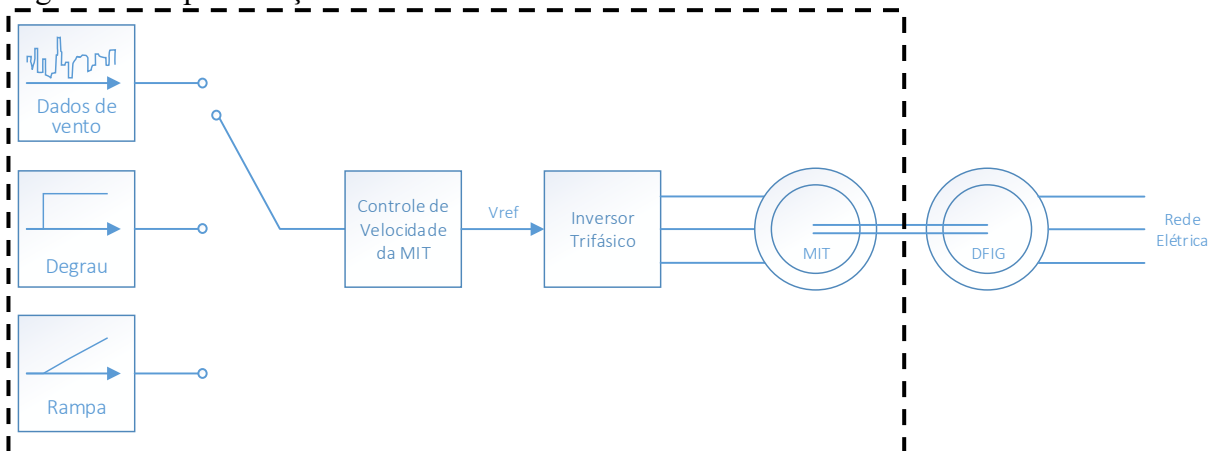 Dados de
vento
Degrau
Rampa
Controle de
Velocidade
da MIT
Vref
Inversor
Trifásico
MIT
DFIG
Rede
Elétrica